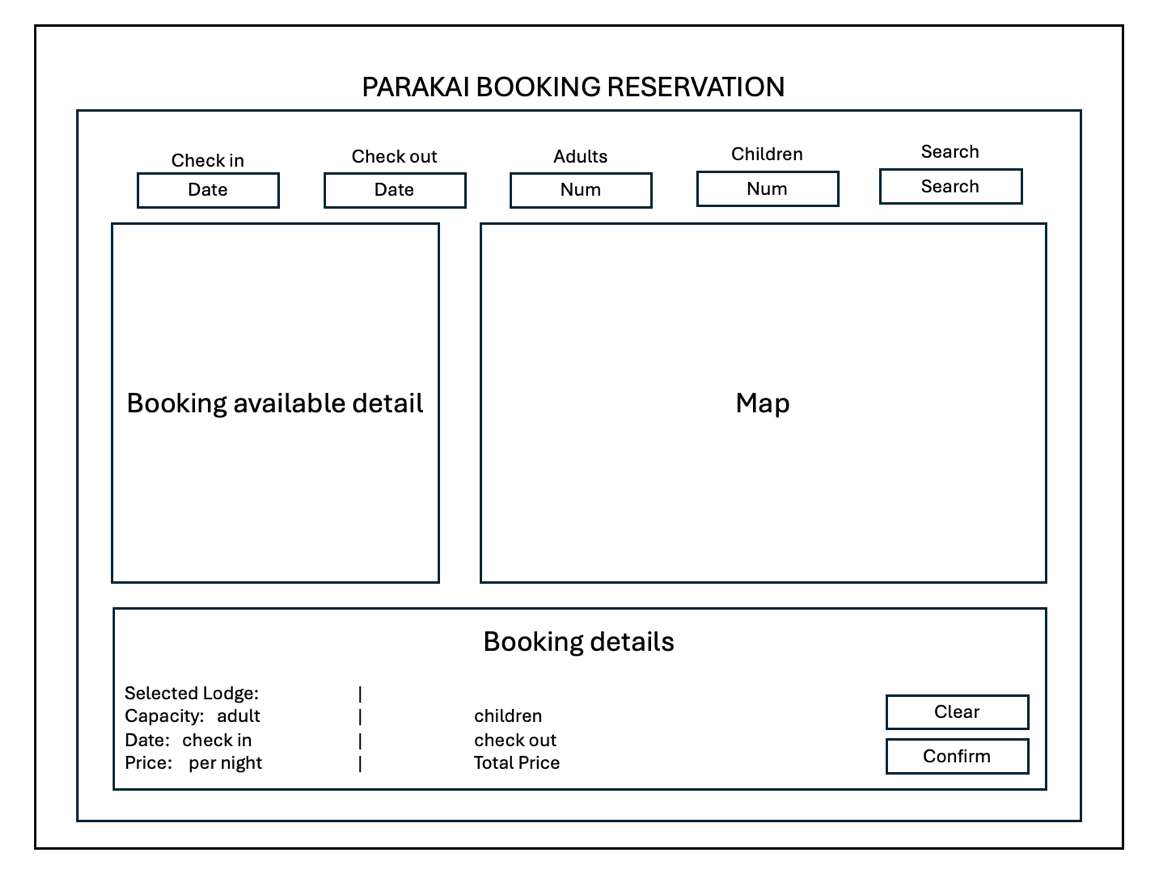 PARAKAI BOOKING RESERVATION
Check in
Check out
Adults
Children
Search
Date
Date
Num
Num
Search
Booking available detail
Map
Booking details
Selected Lodge: |
Capacity: adult | children
Date: check in | check out
Price: per night | Total Price
Clear
Confirm